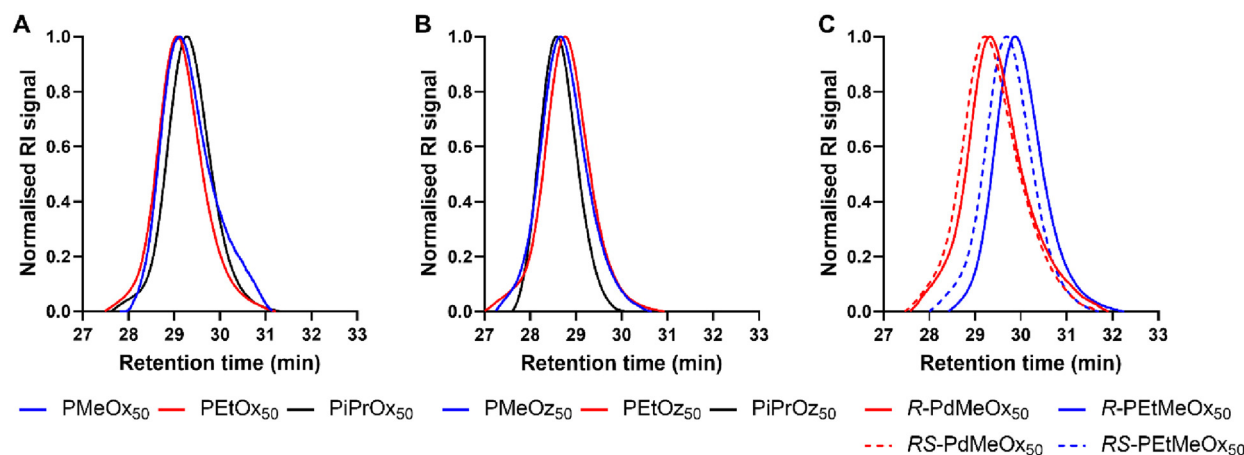 A
Normalised RI signal
1.0
0.8
0.6
0.4
0.2
0.0
27 28 29 30 31 32 33
Retention time (min)
PMeOx₅₀ PEtOx₅₀ PiPrOx₅₀
B
Normalised RI signal
1.0
0.8
0.6
0.4
0.2
0.0
27 28 29 30 31 32 33
Retention time (min)
PMeOz₅₀ PEtOz₅₀ PiPrOz₅₀
C
Normalised RI signal
1.0
0.8
0.6
0.4
0.2
0.0
27 28 29 30 31 32 33
Retention time (min)
R-PdMeOx₅₀ R-PEtMeOx₅₀
RS-PdMeOx₅₀ RS-PEtMeOx₅₀